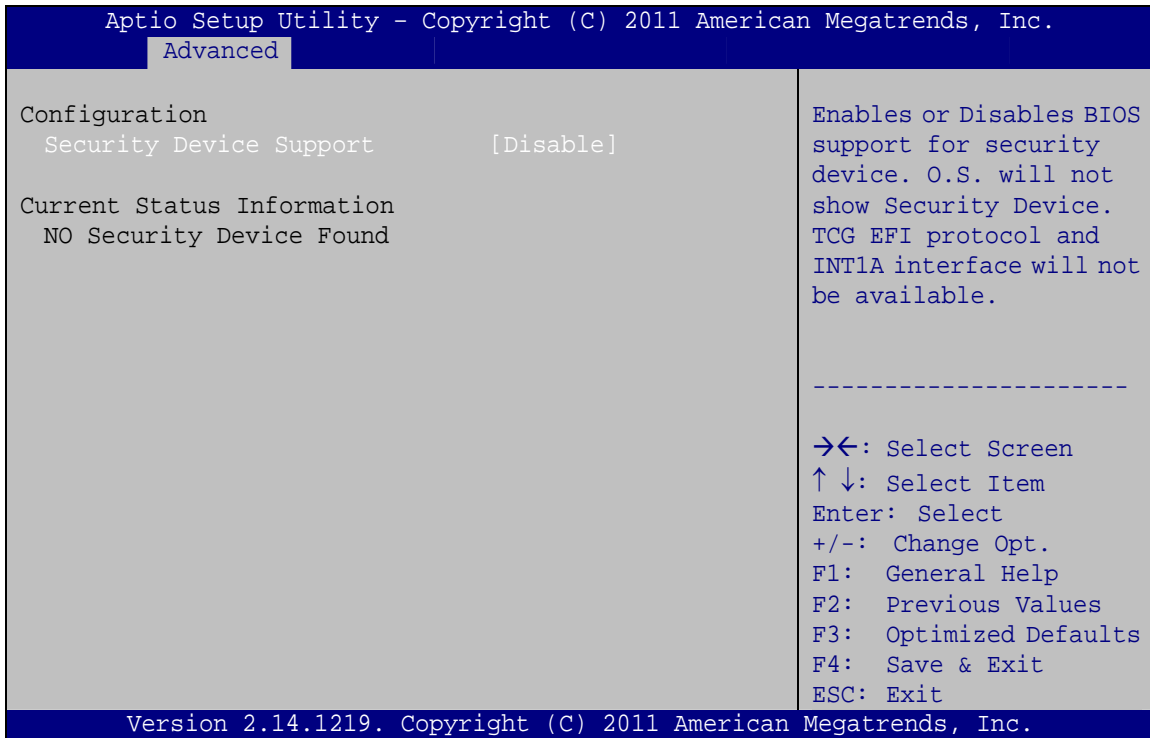 Aptio Setup Utility – Copyright (C) 2011 American Megatrends, Inc.
Advanced
Configuration
Security Device Support [Disable]
Current Status Information
NO Security Device Found
Enables or Disables BIOS
support for security
device. O.S. will not
show Security Device.
TCG EFI protocol and
INT1A interface will not
be available.
----------------------
→←: Select Screen
↑ ↓: Select Item
Enter: Select
+/-: Change Opt.
F1: General Help
F2: Previous Values
F3: Optimized Defaults
F4: Save & Exit
ESC: Exit
Version 2.14.1219. Copyright (C) 2011 American Megatrends, Inc.